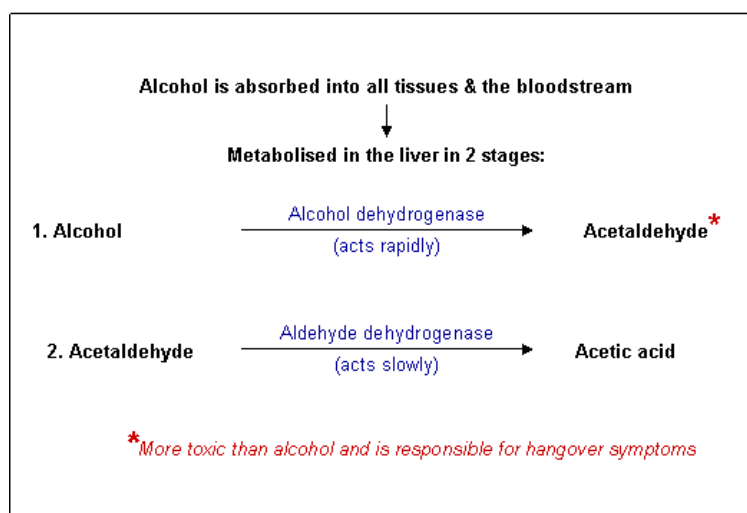 Alcohol is absorbed into all tissues & the bloodstream
Metabolised in the liver in 2 stages:
Alcohol dehydrogenase
1. Alcohol Acetaldehyde*
(acts rapidly)
Aldehyde dehydrogenase
2. Acetaldehyde Acetic acid
(acts slowly)
*More toxic than alcohol and is responsible for hangover symptoms